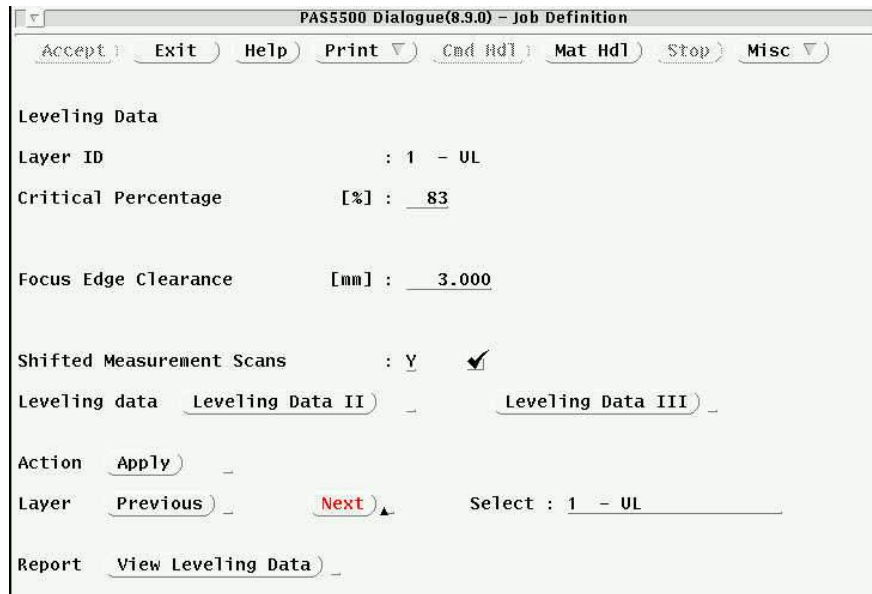 PAS5500 Dialogue(8.9.0) – Job Definition
Accept Exit Help Print Cmd Hdl Mat Hdl Stop Misc
Leveling Data
Layer ID : 1 – UL
Critical Percentage [%] : 83
Focus Edge Clearance [mm] : 3.000
Shifted Measurement Scans : Y
Leveling data Leveling Data II Leveling Data III
Action Apply
Layer Previous Next Select : 1 – UL
Report View Leveling Data